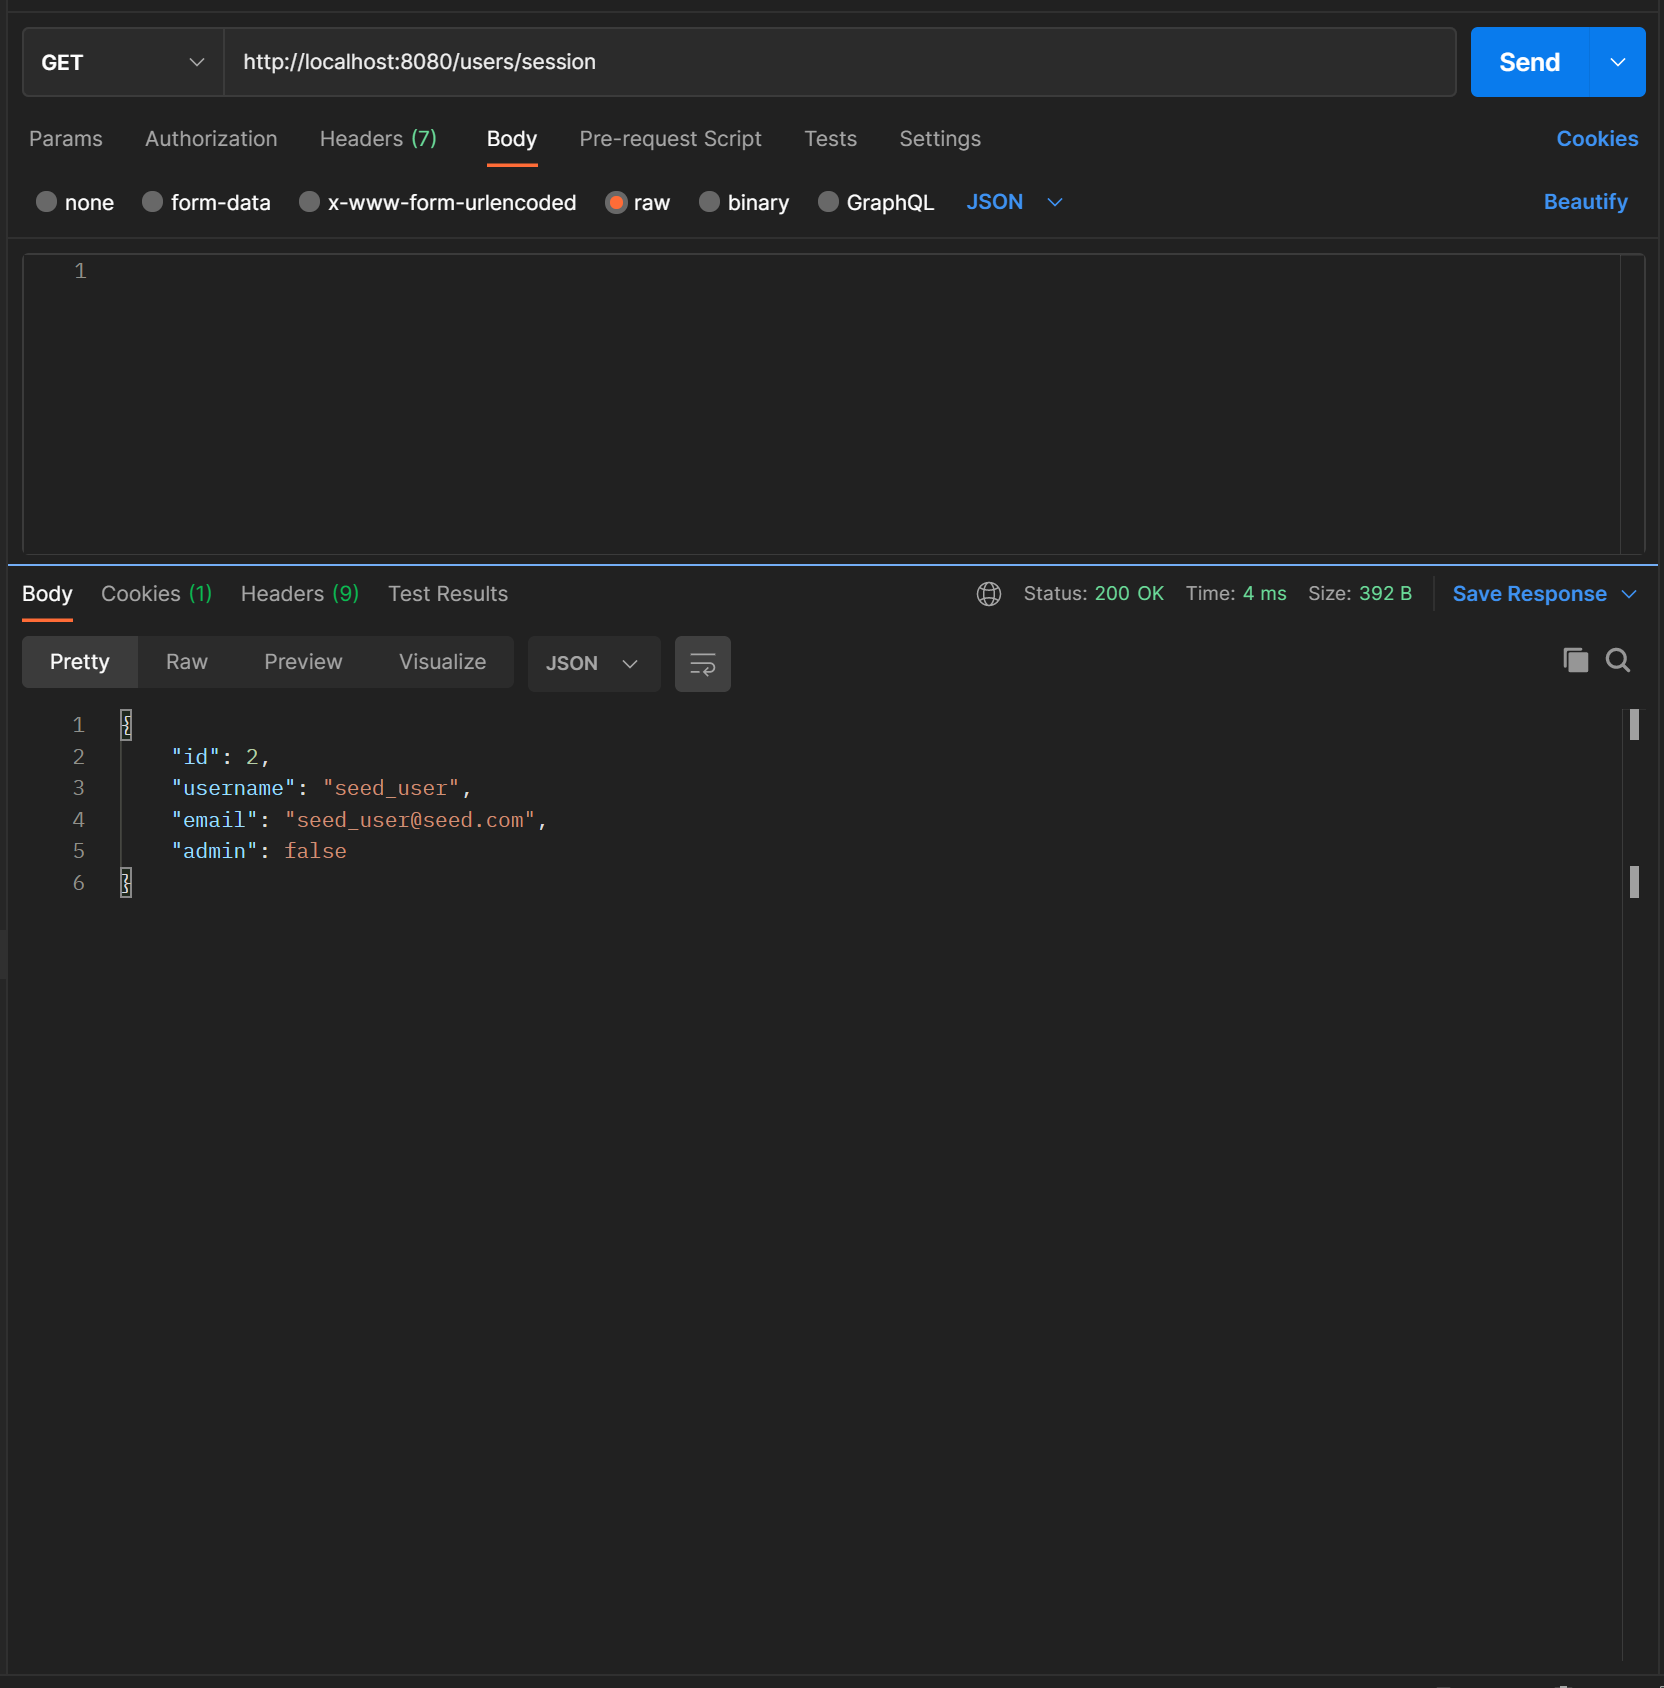 GET http://localhost:8080/users/session Send
Params Authorization Headers (7) Body Pre-request Script Tests Settings Cookies
none form-data x-www-form-urlencoded raw binary GraphQL JSON Beautify
1
Body Cookies (1) Headers (9) Test Results Status: 200 OK Time: 4 ms Size: 392 B Save Response
Pretty Raw Preview Visualize JSON
1 {
2 "id": 2,
3 "username": "seed_user",
4 "email": "seed_user@seed.com",
5 "admin": false
6 }